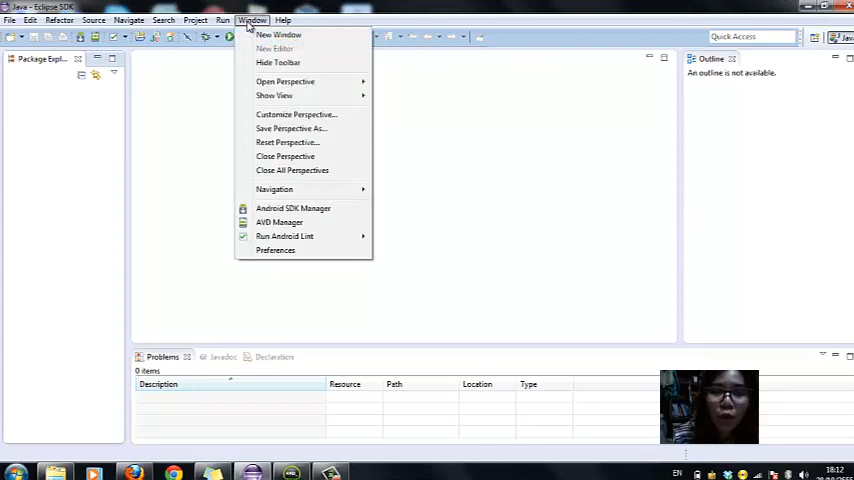 Java - Eclipse SDK
File Edit Refactor Source Navigate Search Project Run Window Help
Quick Access
Java
New Window
New Editor
Hide Toolbar
Open Perspective
Show View
Customize Perspective...
Save Perspective As...
Reset Perspective...
Close Perspective
Close All Perspectives
Navigation
Android SDK Manager
AVD Manager
Run Android Lint
Preferences
Package Expl...
Outline
An outline is not available.
Problems Javadoc Declaration
0 items
Description Resource Path Location Type
EN
18:12